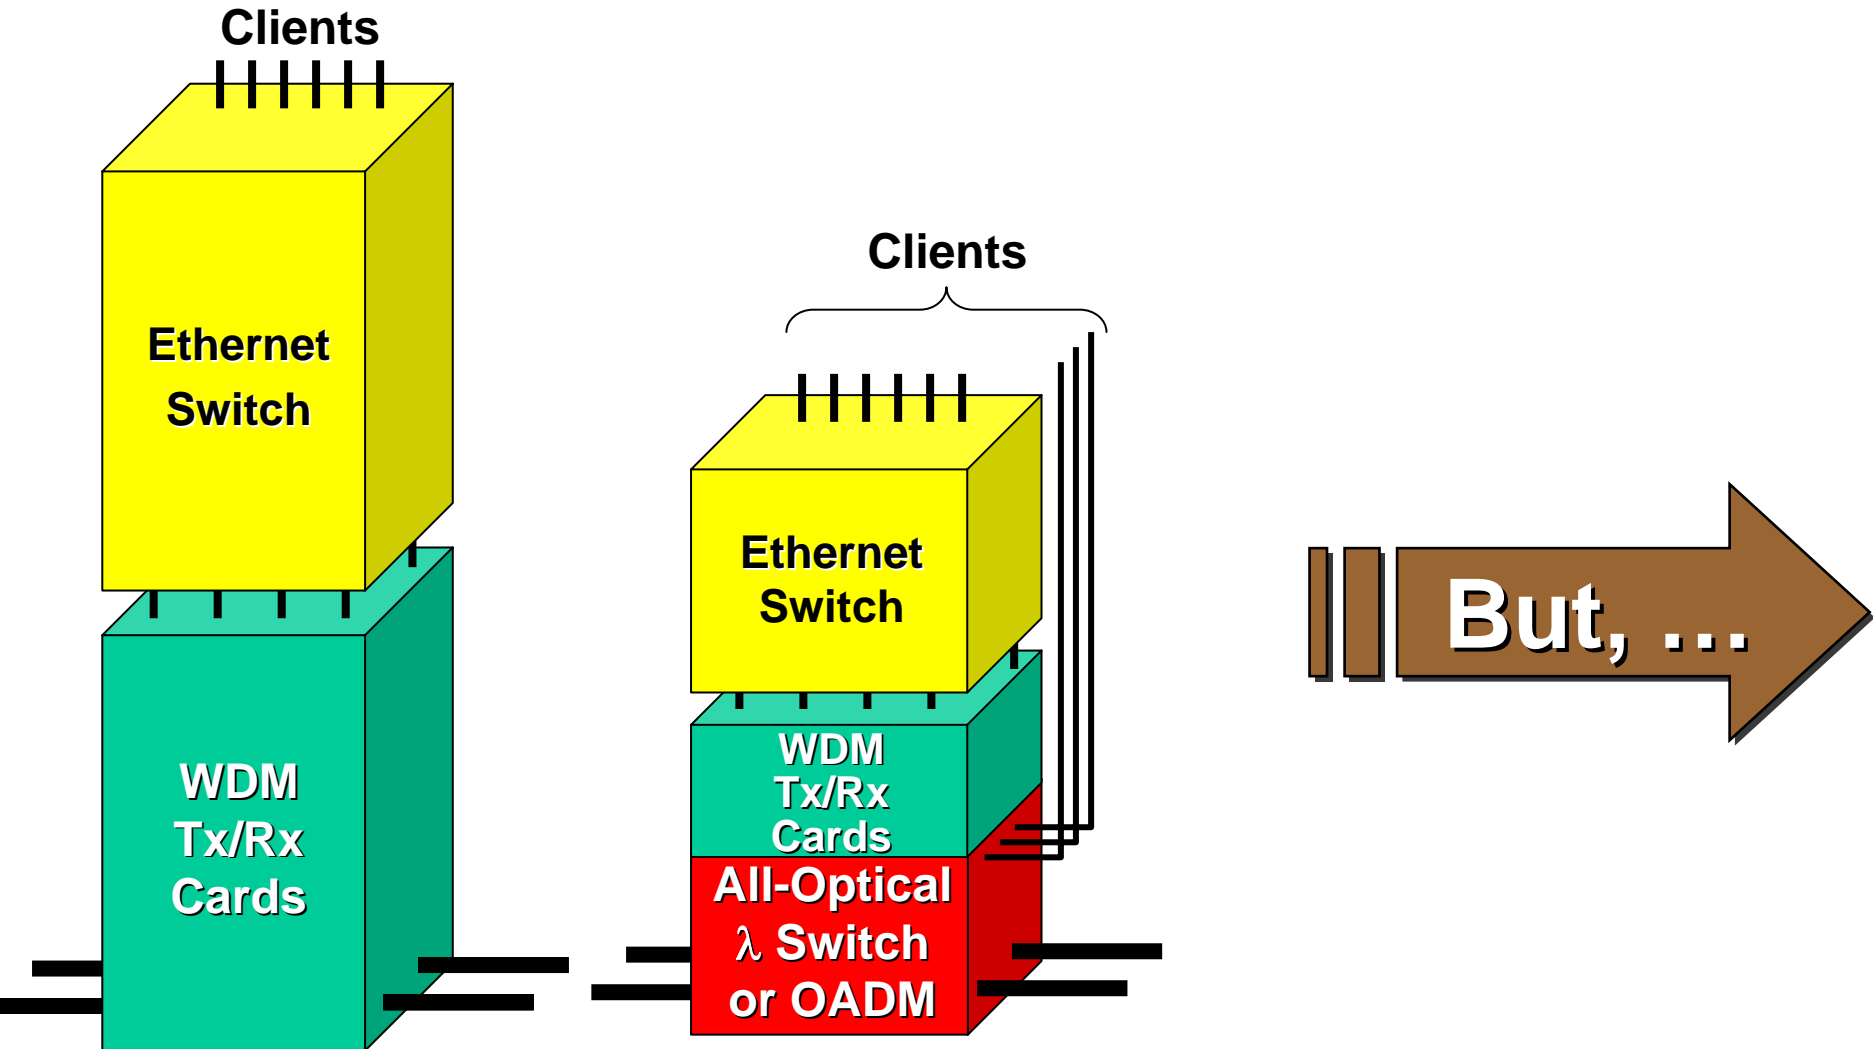 Clients
Ethernet
Switch
WDM
Tx/Rx
Cards
Clients
Ethernet
Switch
WDM
Tx/Rx
Cards
All-Optical
λ Switch
or OADM
But, ...